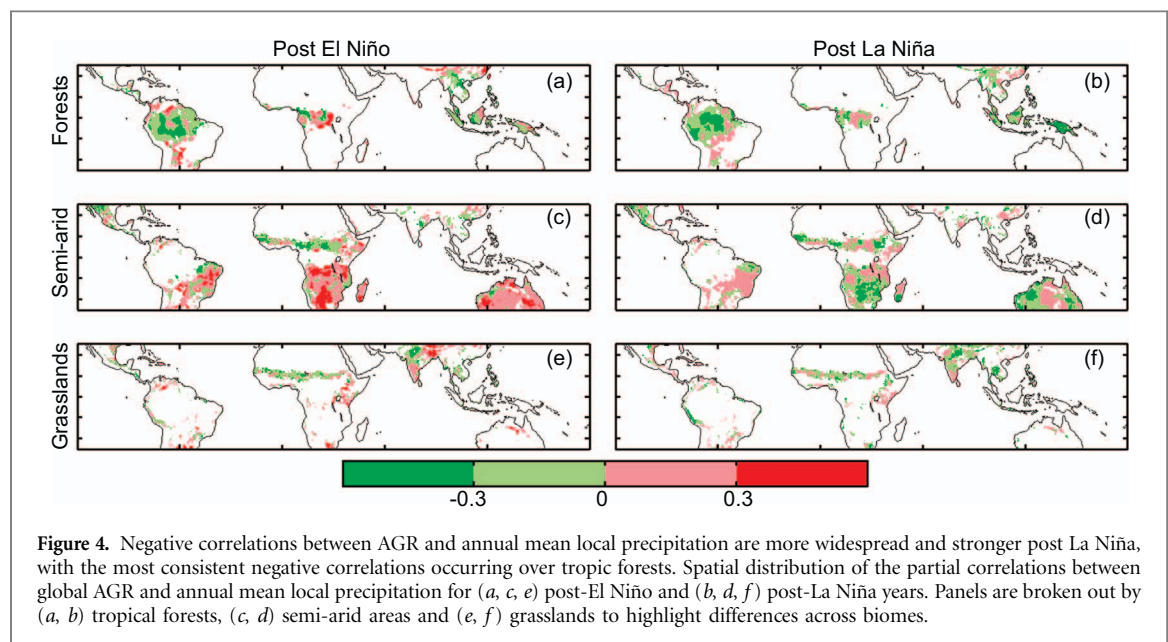 Post El Niño
Post La Niña
Forests
(a)
(b)
Semi-arid
(c)
(d)
Grasslands
(e)
(f)
-0.3
0
0.3
Figure 4. Negative correlations between AGR and annual mean local precipitation are more widespread and stronger post La Niña,
with the most consistent negative correlations occurring over tropic forests. Spatial distribution of the partial correlations between
global AGR and annual mean local precipitation for (a, c, e) post-El Niño and (b, d, f) post-La Niña years. Panels are broken out by
(a, b) tropical forests, (c, d) semi-arid areas and (e, f) grasslands to highlight differences across biomes.